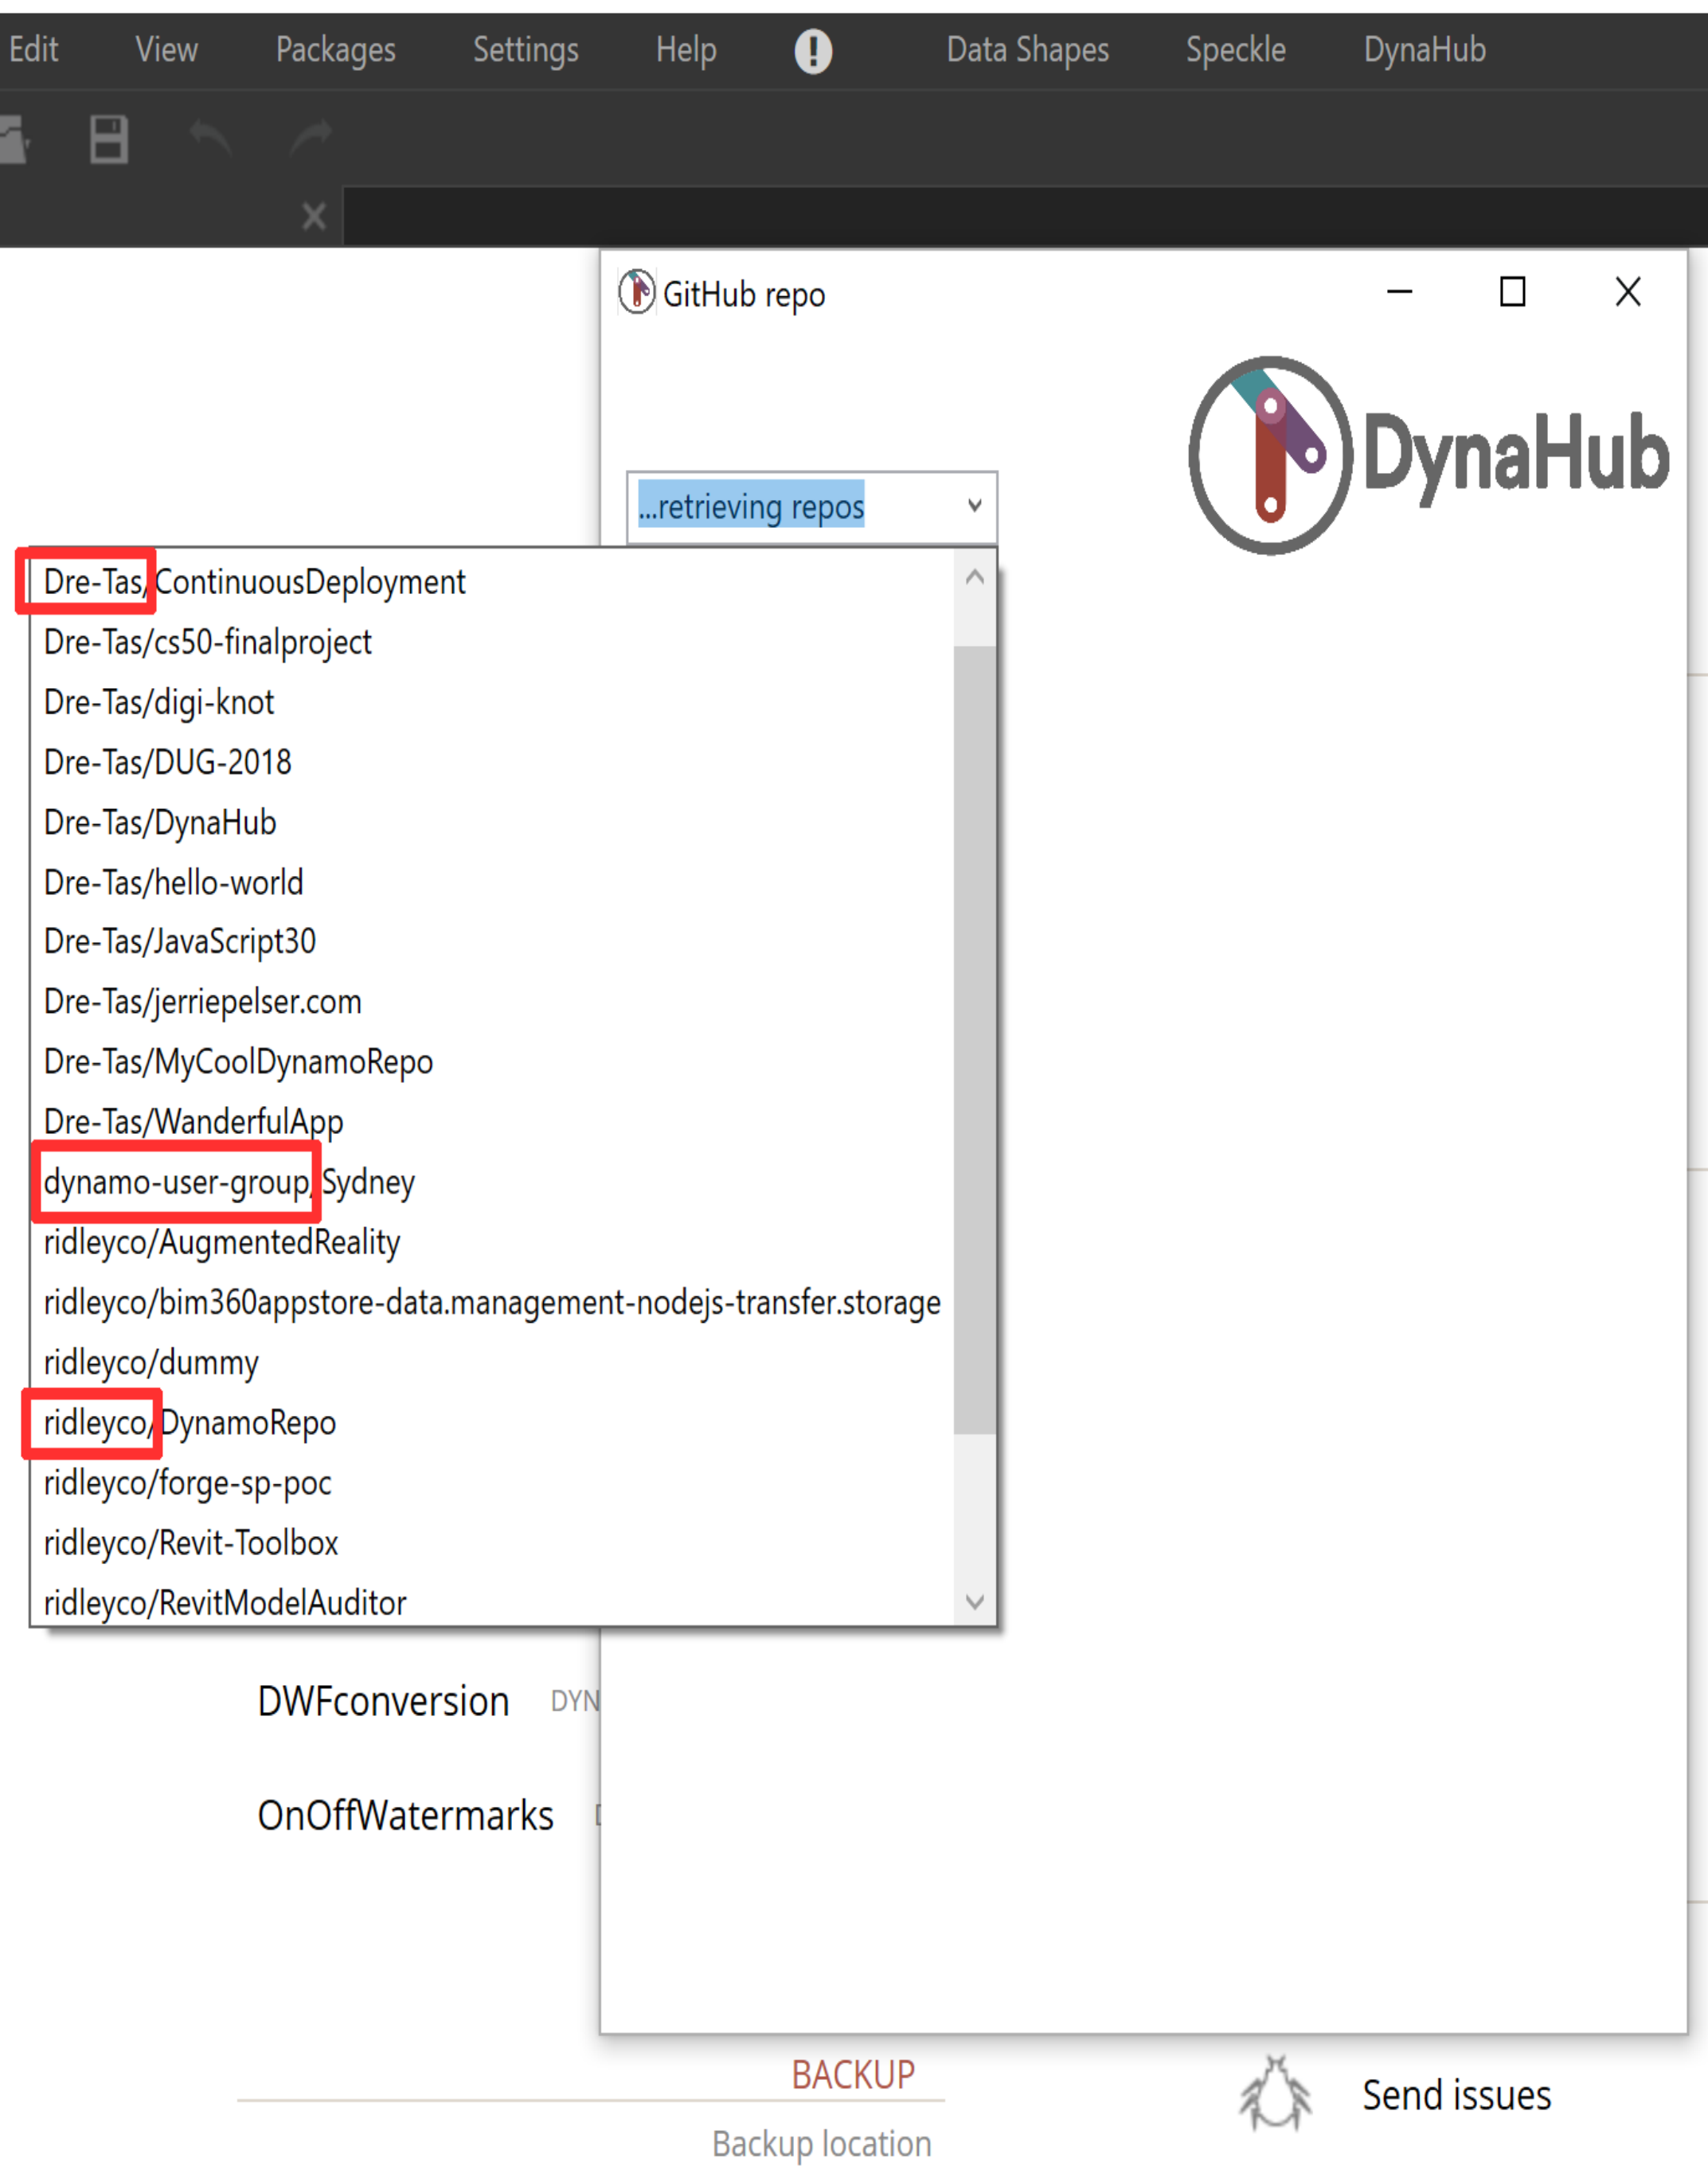 Edit View Packages Settings Help ! Data Shapes Speckle DynaHub
GitHub repo
DynaHub
...retrieving repos
Dre-Tas/ContinuousDeployment
Dre-Tas/cs50-finalproject
Dre-Tas/digi-knot
Dre-Tas/DUG-2018
Dre-Tas/DynaHub
Dre-Tas/hello-world
Dre-Tas/JavaScript30
Dre-Tas/jerriepelser.com
Dre-Tas/MyCoolDynamoRepo
Dre-Tas/WanderfulApp
dynamo-user-group/Sydney
ridleyco/AugmentedReality
ridleyco/bim360appstore-data.management-nodejs-transfer.storage
ridleyco/dummy
ridleyco/DynamoRepo
ridleyco/forge-sp-poc
ridleyco/Revit-Toolbox
ridleyco/RevitModelAuditor
DWFconversion DYN
OnOffWatermarks
BACKUP
Send issues
Backup location